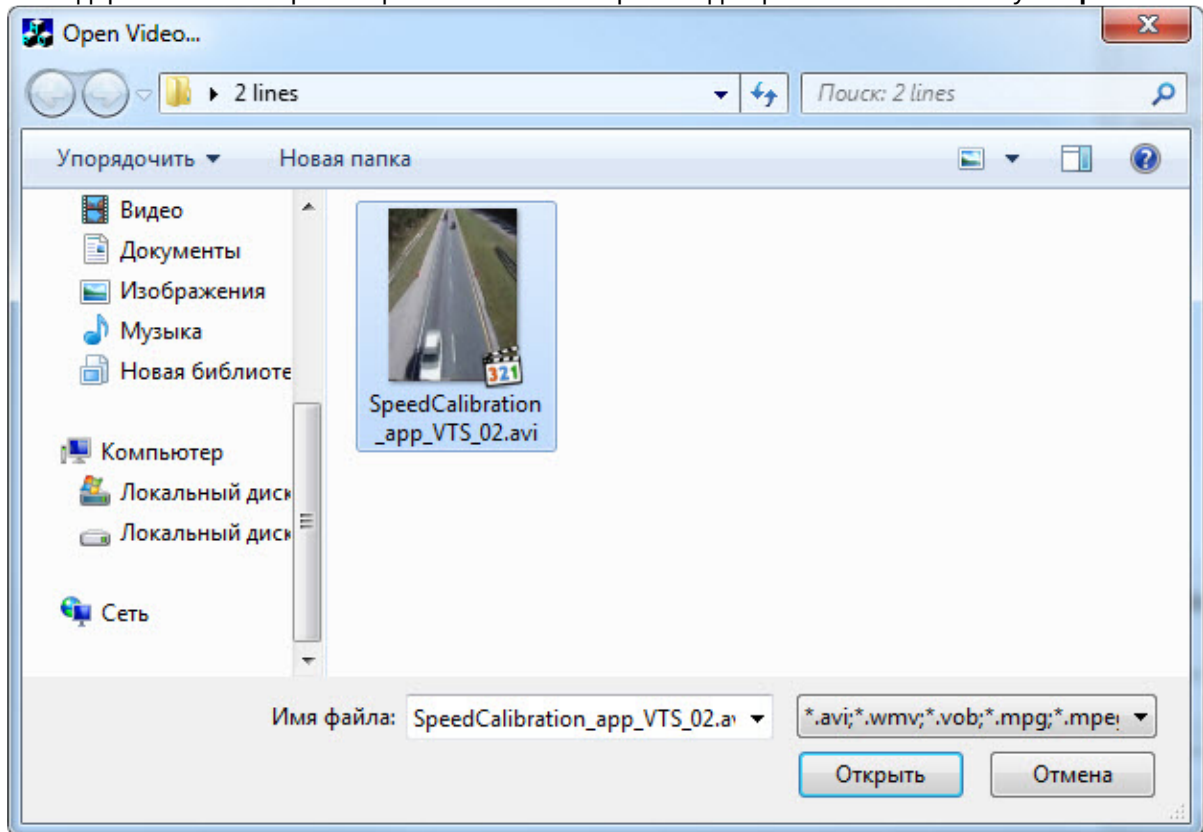 Open Video...
2 lines
Поиск: 2 lines
Упорядочить
Новая папка
Видео
Документы
Изображения
Музыка
Новая библиоте
Компьютер
Локальный диск
Локальный диск
Сеть
321
SpeedCalibration
_app_VTS_02.avi
Имя файла:
SpeedCalibration_app_VTS_02.a
*.avi;*.wmv;*.vob;*.mpg;*.mpe
Открыть
Отмена